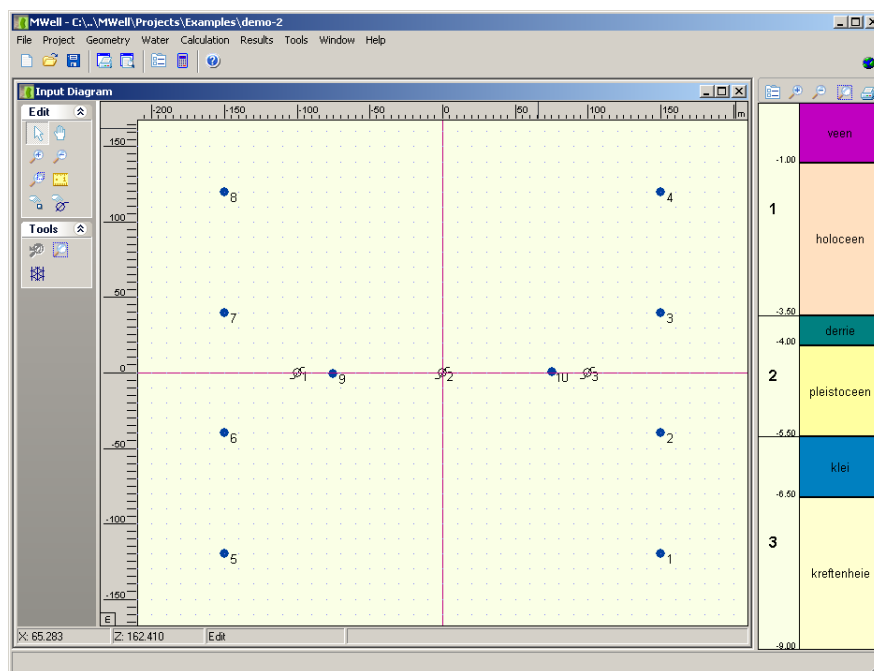 MWell - C:\..\MWell\Projects\Examples\demo-2
File Project Geometry Water Calculation Results Tools Window Help
Input Diagram
Edit
Tools
-200 -150 -100 -50 0 50 100 150 m
150
100
50
0
-50
-100
-150
m
8
4
7
3
1
9
2
10
3
6
2
5
1
veen
-1.00
1
holoceen
-3.50
derrie
-4.00
2
pleistoceen
-5.50
klei
-6.50
3
kreftenheie
-9.00
X: 65.283 Z: 162.410 Edit